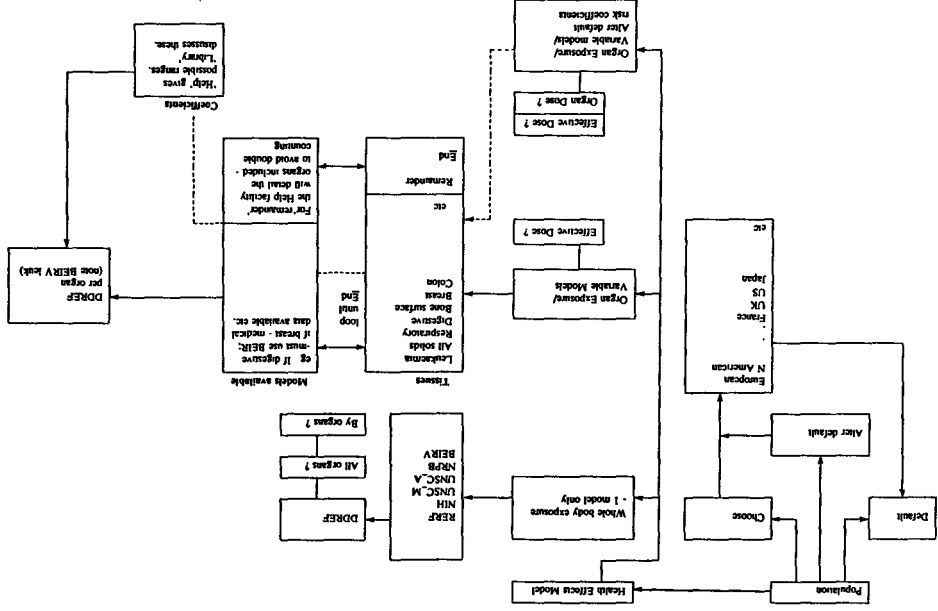 Population
Health Effects Model
Default
Choose
Alter default
European
N American
.
France
UK
US
Japan
etc
Whole body exposure
- 1 model only
RERF
NIH
UNSC_M
UNSC_A
NRPB
BEIRV
DDREF
All organs ?
By organs ?
Organ Exposure/
Variable Models
Effective Dose ?
Tissues
Leukaemia
All solids
Respiratory
Digestive
Bone surface
Breast
Colon
etc
Remander
End
loop
until
End
Models available
eg If digestive
-must use BEIR;
if breast - medical
data available etc.
For 'remander'
the Help facility
will detail the
organs included -
to avoid double
counting
DDREF
per organ
(note BEIRV leuk)
Effective Dose ?
Organ Dose ?
Organ Exposure/
Variable models/
Alter default
risk coefficients
Coefficients
'Help' gives
possible ranges.
'Library'
disusses these.